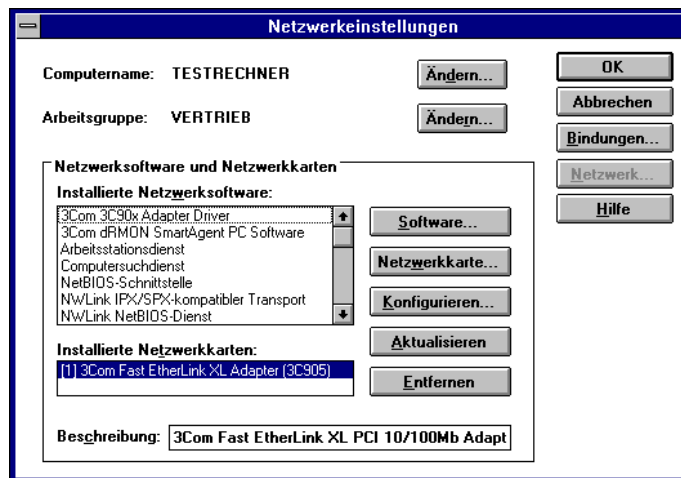 Netzwerkeinstellungen
Computername: TESTRECHNER
Ändern...
OK
Arbeitsgruppe: VERTRIEB
Ändern...
Abbrechen
Bindungen...
Netzwerk...
Hilfe
Netzwerksoftware und Netzwerkkarten
Installierte Netzwerksoftware:
3Com 3C90x Adapter Driver
3Com dRMON SmartAgent PC Software
Arbeitsstationsdienst
Computersuchdienst
NetBIOS-Schnittstelle
NWLink IPX/SPX-kompatibler Transport
NWLink NetBIOS-Dienst
Software...
Netzwerkkarte...
Konfigurieren...
Aktualisieren
Entfernen
Installierte Netzwerkkarten:
[1] 3Com Fast EtherLink XL Adapter (3C905)
Beschreibung: 3Com Fast EtherLink XL PCI 10/100Mb Adapt